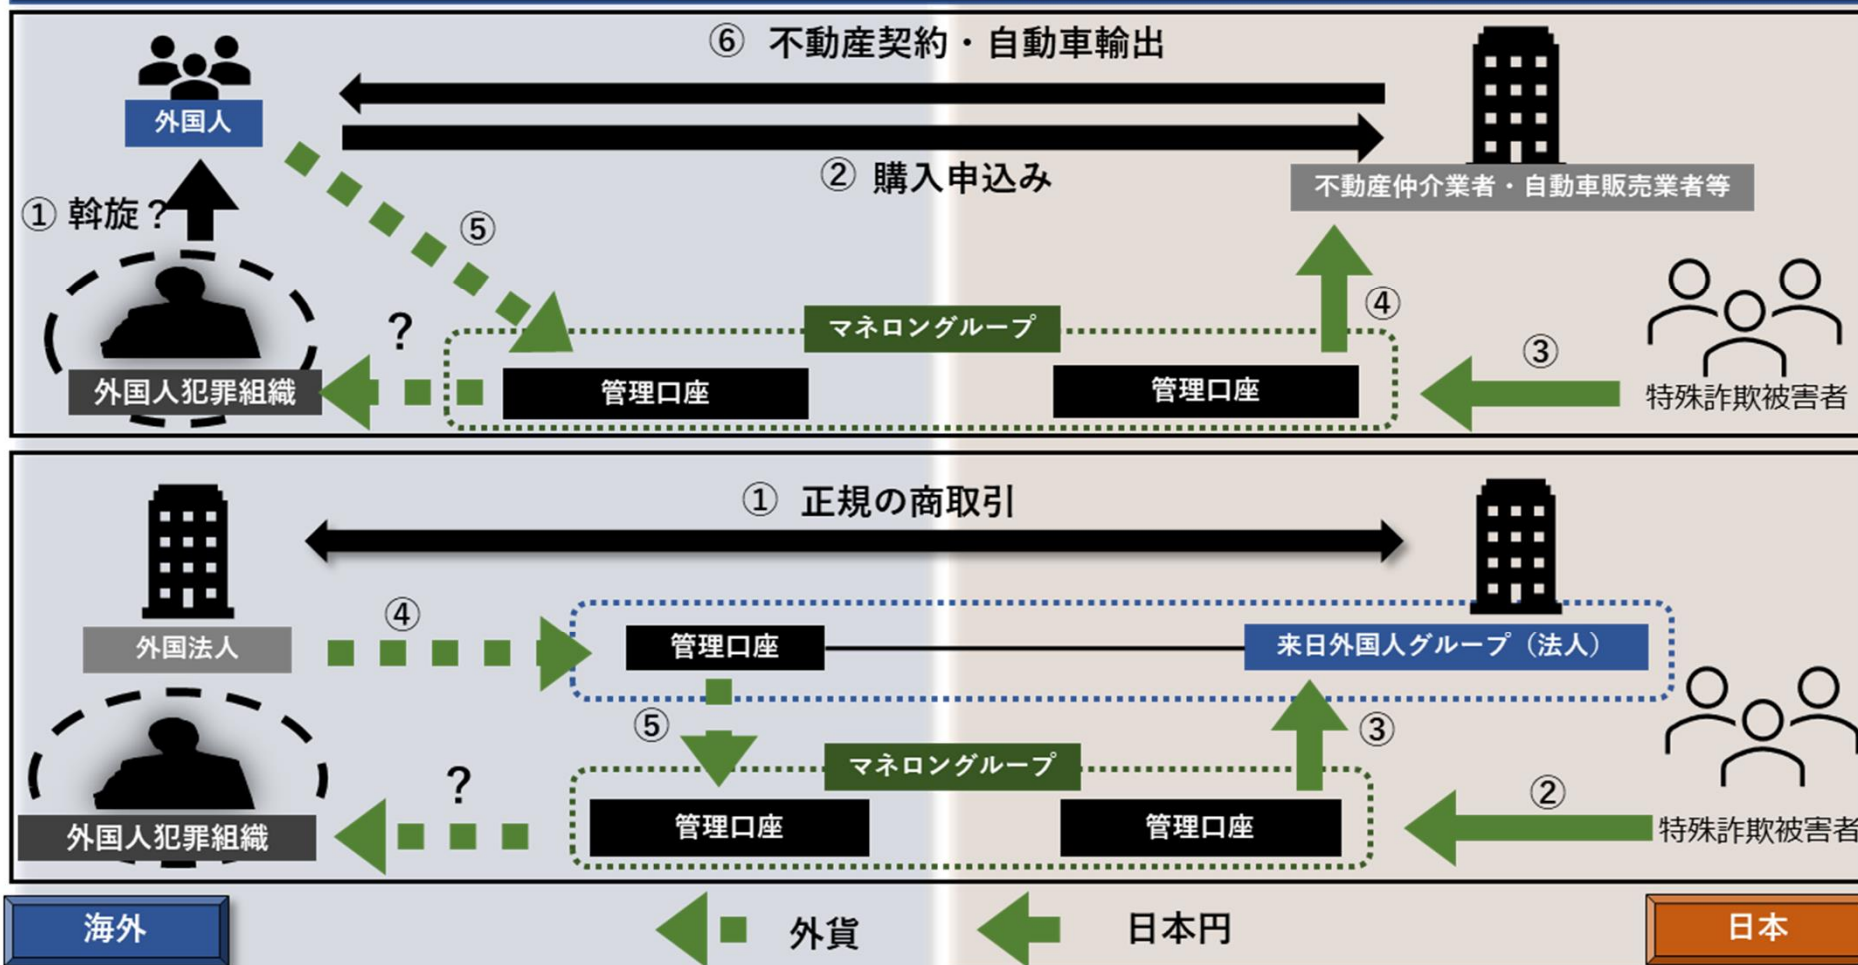 ⑥ 不動産契約・自動車輸出
外国人
② 購入申込み
不動産仲介業者・自動車販売業者等
① 斡旋？
⑤
④
？
マネロングループ
③
外国人犯罪組織
管理口座
管理口座
特殊詐欺被害者
① 正規の商取引
④
外国法人
管理口座
来日外国人グループ（法人）
⑤
③
マネロングループ
？
②
外国人犯罪組織
管理口座
管理口座
特殊詐欺被害者
海外
外貨
日本円
日本